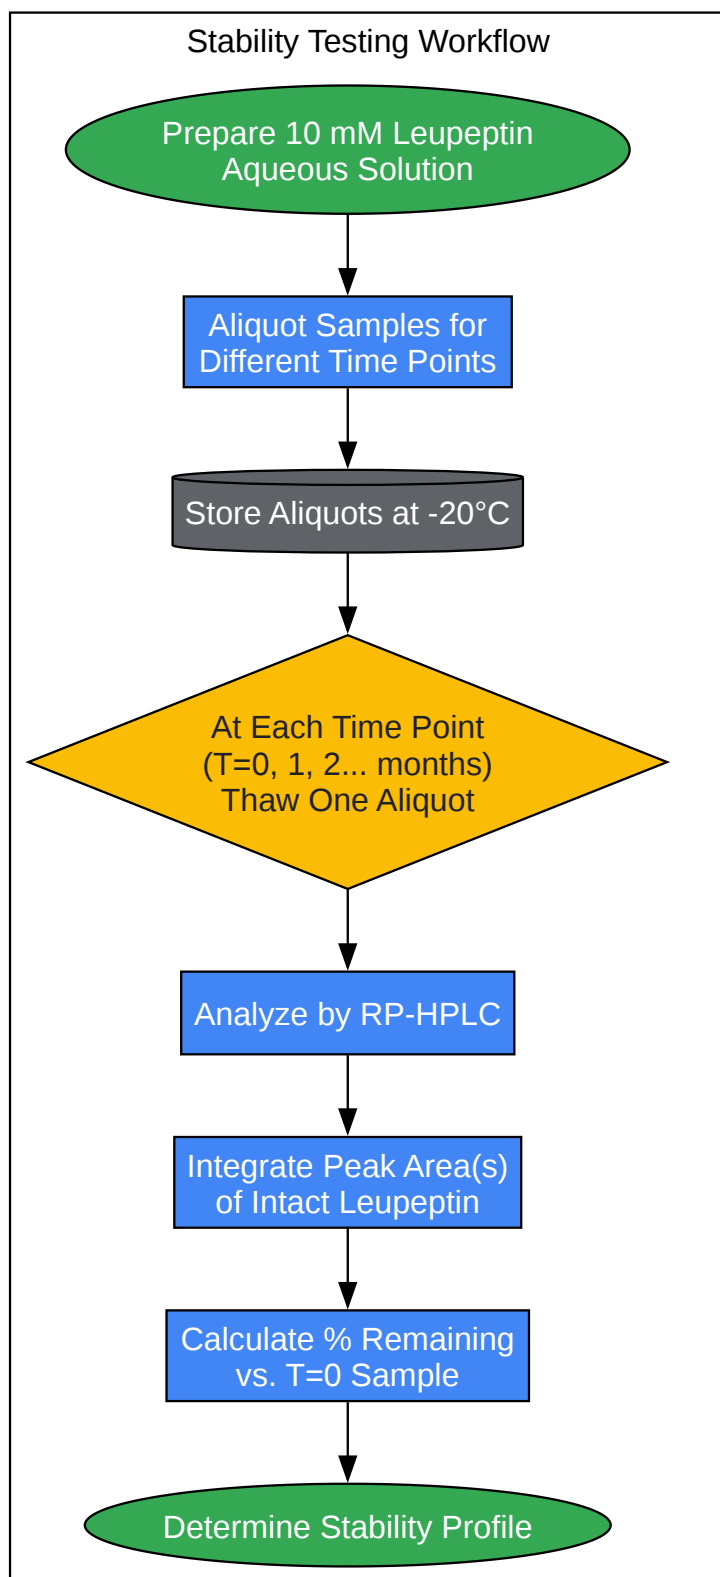 Stability Testing Workflow
Prepare 10 mM Leupeptin
Aqueous Solution
Aliquot Samples for
Different Time Points
Store Aliquots at -20°C
At Each Time Point
(T=0, 1, 2... months)
Thaw One Aliquot
Analyze by RP-HPLC
Integrate Peak Area(s)
of Intact Leupeptin
Calculate % Remaining
vs. T=0 Sample
Determine Stability Profile